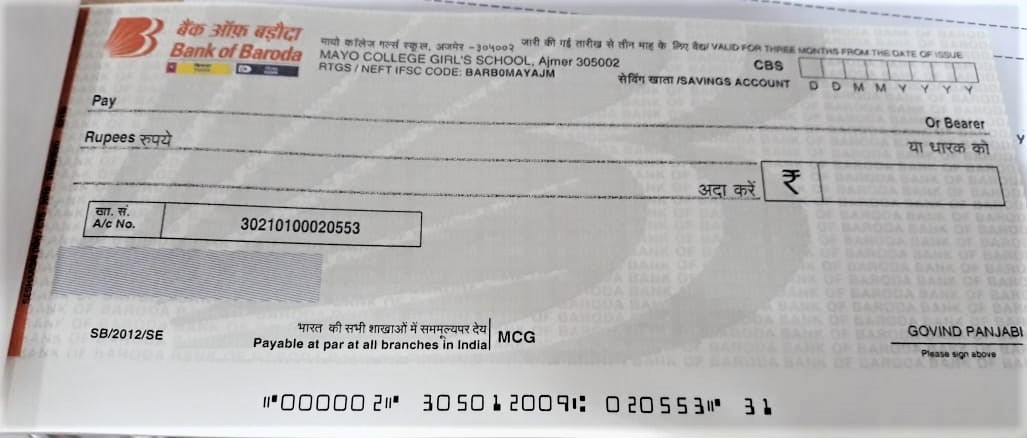 बैंक ऑफ़ बड़ौदा
Bank of Baroda
मायो कॉलिज गर्ल्स स्कूल, अजमेर -३०५००२ जारी की गई तारीख से तीन माह के लिए वैध/ VALID FOR THREE MONTHS FROM THE DATE OF ISSUE
MAYO COLLEGE GIRL'S SCHOOL, Ajmer 305002
CBS
RTGS / NEFT IFSC CODE: BARB0MAYAJM
सेविंग खाता /SAVINGS ACCOUNT
D D M M Y Y Y Y
Pay
Or Bearer
Rupees रुपये
या धारक को
अदा करें ₹
खा. सं.
A/c No. 30210100020553
SB/2012/SE
भारत की सभी शाखाओं में सममूल्यपर देय
Payable at par at all branches in India
MCG
GOVIND PANJABI
Please sign above
⑈000002⑈ 305012009⑆ 020553⑈ 31